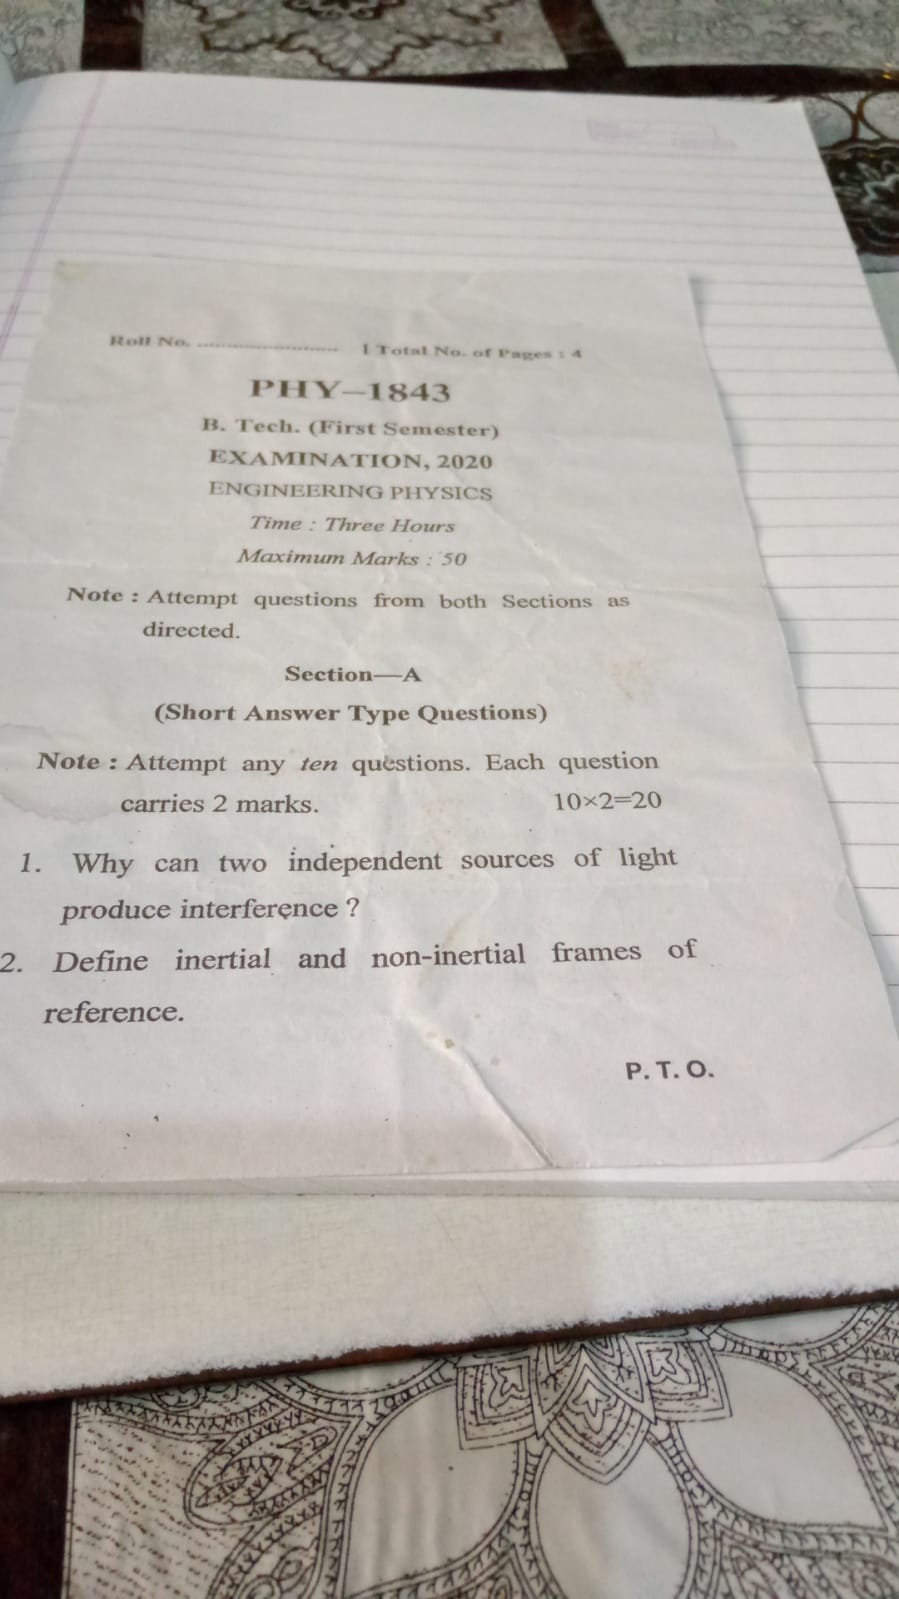 Roll No. ........................ [ Total No. of Pages : 4
PHY–1843
B. Tech. (First Semester)
EXAMINATION, 2020
ENGINEERING PHYSICS
Time : Three Hours
Maximum Marks : 50
Note : Attempt questions from both Sections as
directed.
Section—A
(Short Answer Type Questions)
Note : Attempt any ten questions. Each question
carries 2 marks. 10×2=20
1. Why can two independent sources of light
produce interference ?
2. Define inertial and non-inertial frames of
reference.
P. T. O.